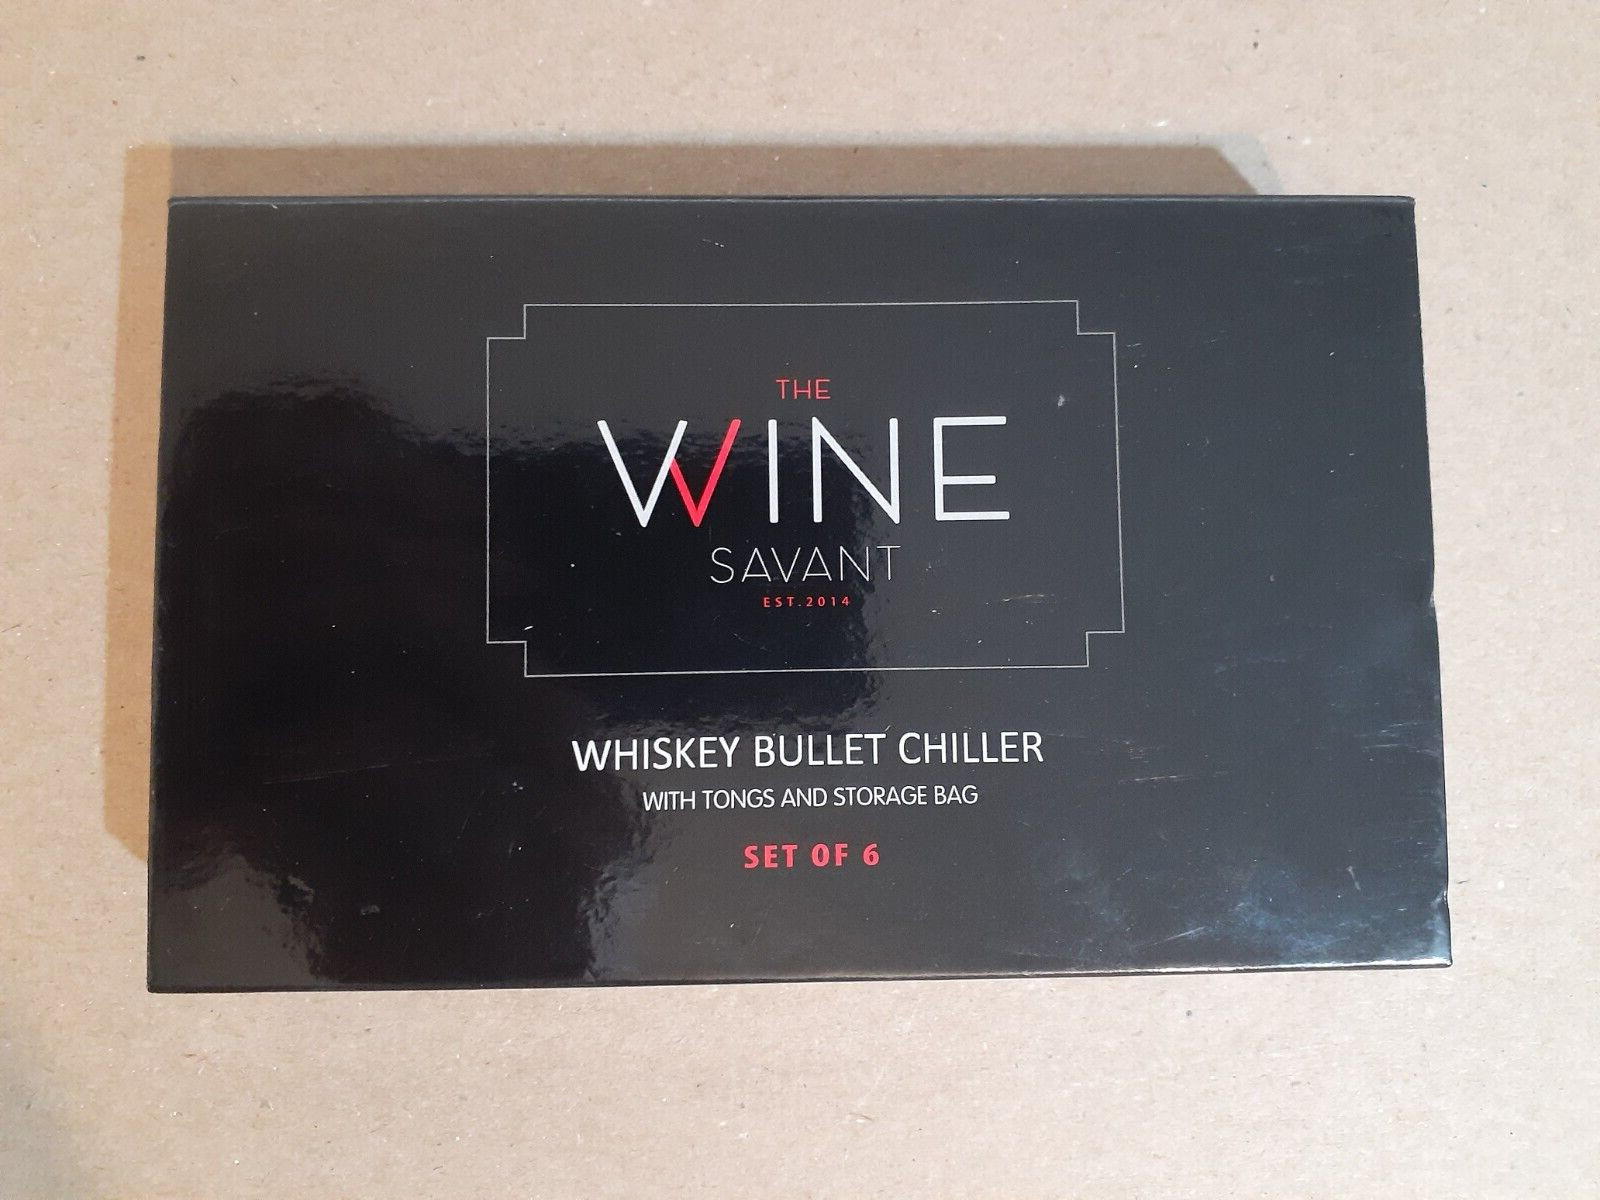 THE
WINE
SAVANT
EST.2014
WHISKEY BULLET CHILLER
WITH TONGS AND STORAGE BAG
SET OF 6